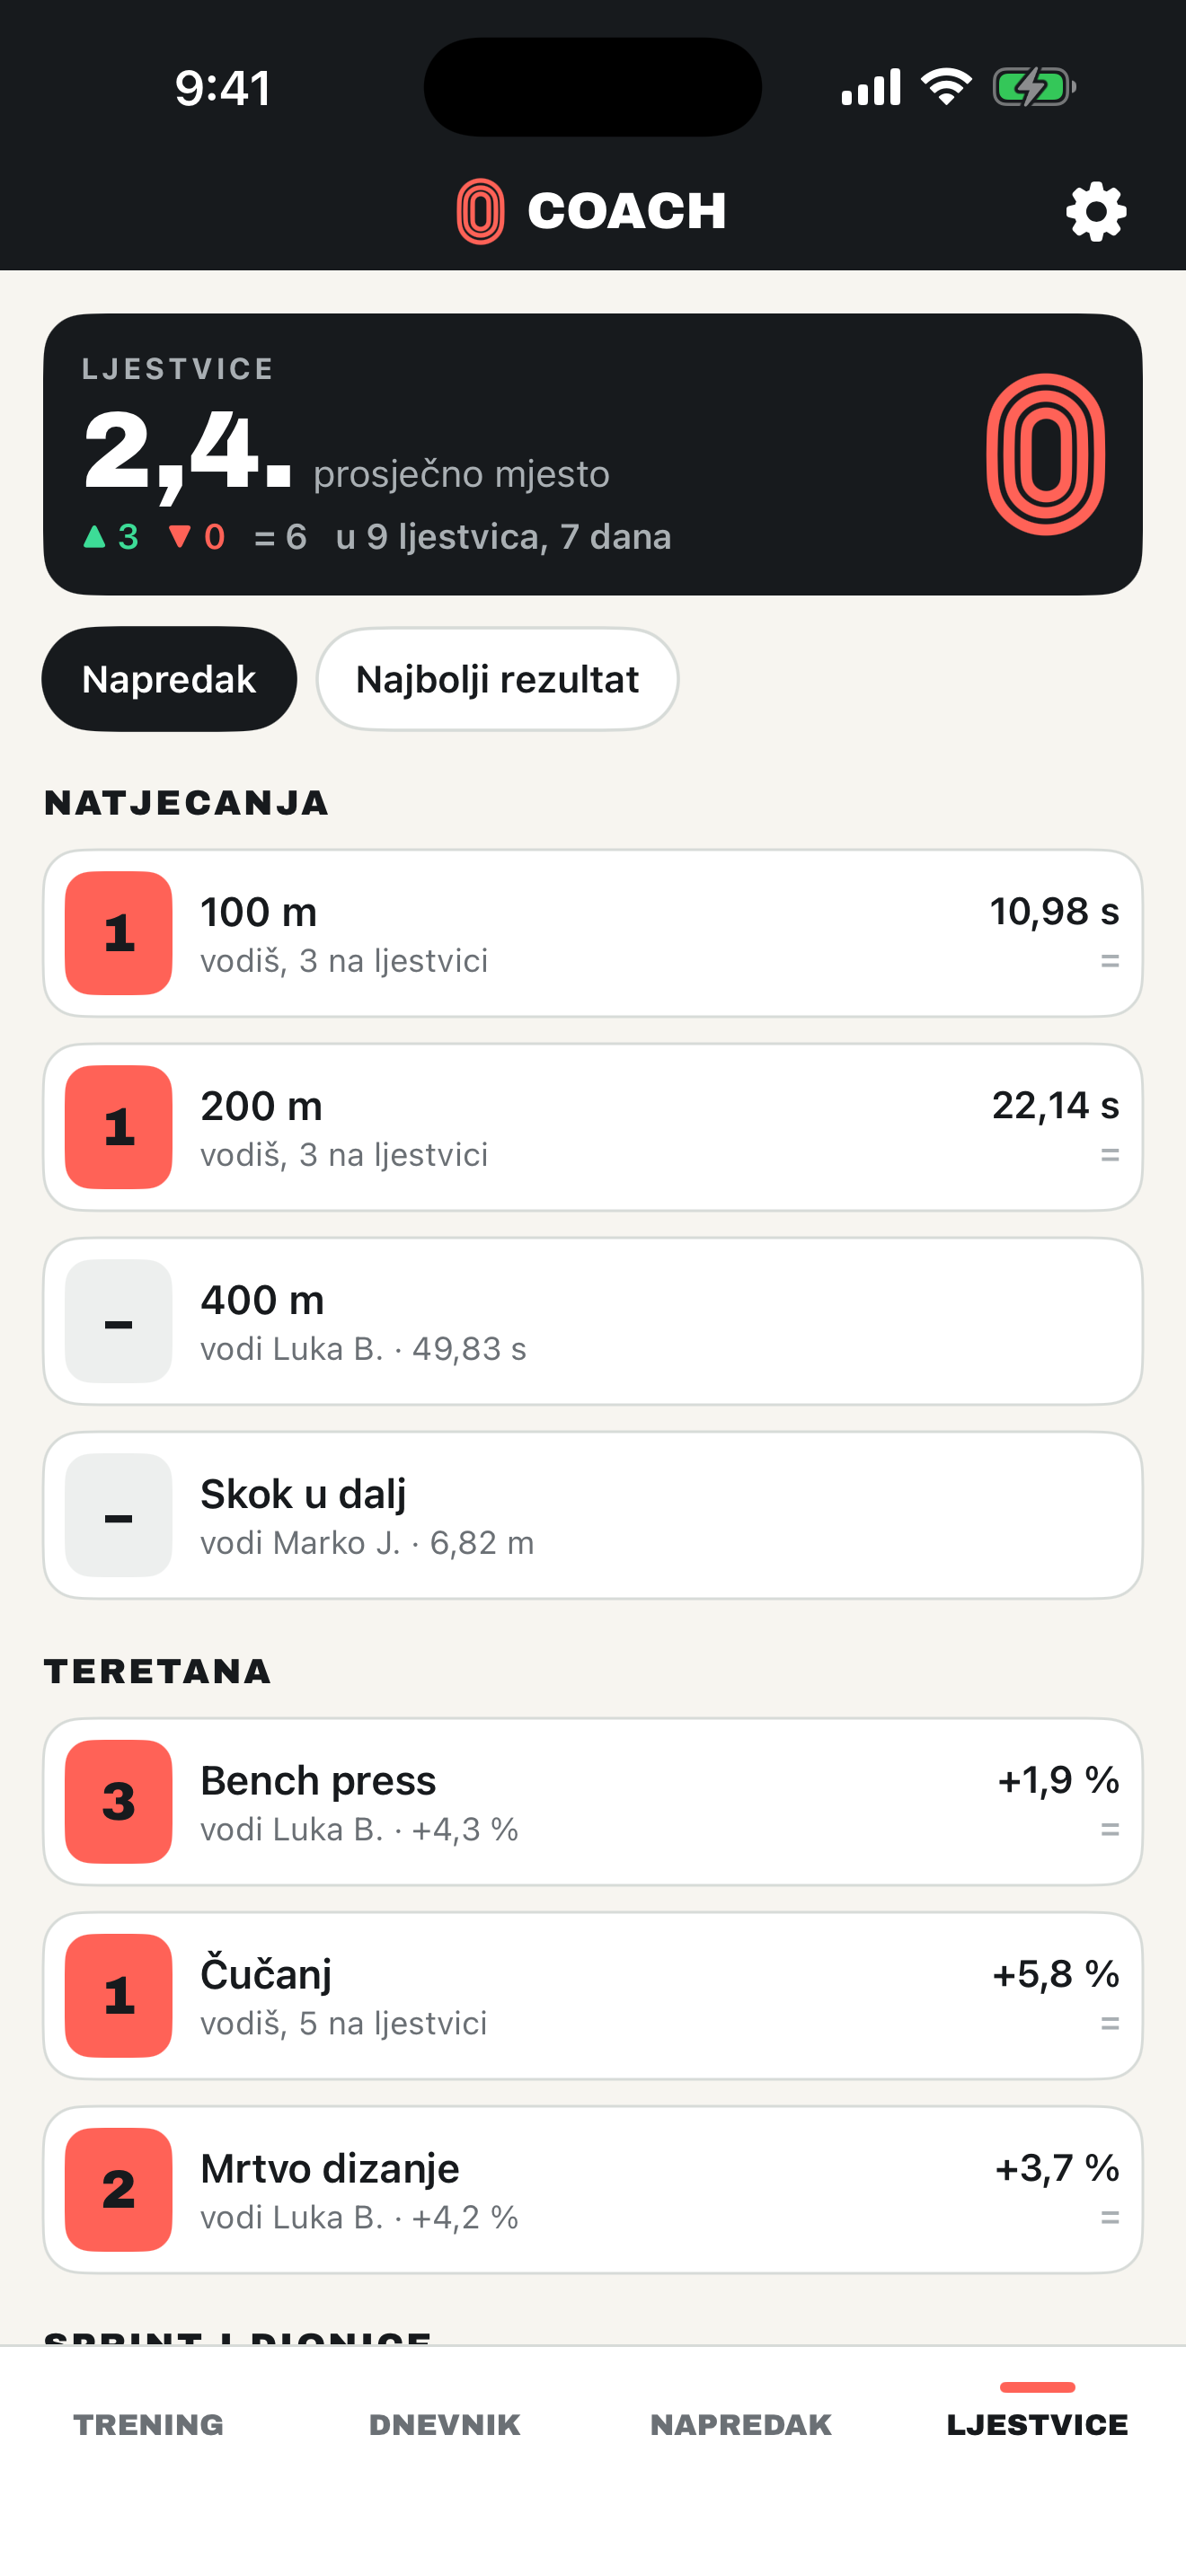 9:41
COACH
LJESTVICE
2,4. prosječno mjesto
▲ 3 ▼ 0 = 6 u 9 ljestvica, 7 dana
Napredak
Najbolji rezultat
NATJECANJA
1
100 m
10,98 s
vodiš, 3 na ljestvici
=
1
200 m
22,14 s
vodiš, 3 na ljestvici
=
–
400 m
vodi Luka B. · 49,83 s
–
Skok u dalj
vodi Marko J. · 6,82 m
TERETANA
3
Bench press
+1,9 %
vodi Luka B. · +4,3 %
=
1
Čučanj
+5,8 %
vodiš, 5 na ljestvici
=
2
Mrtvo dizanje
+3,7 %
vodi Luka B. · +4,2 %
=
SPRINT I DIONICE
TRENING
DNEVNIK
NAPREDAK
LJESTVICE